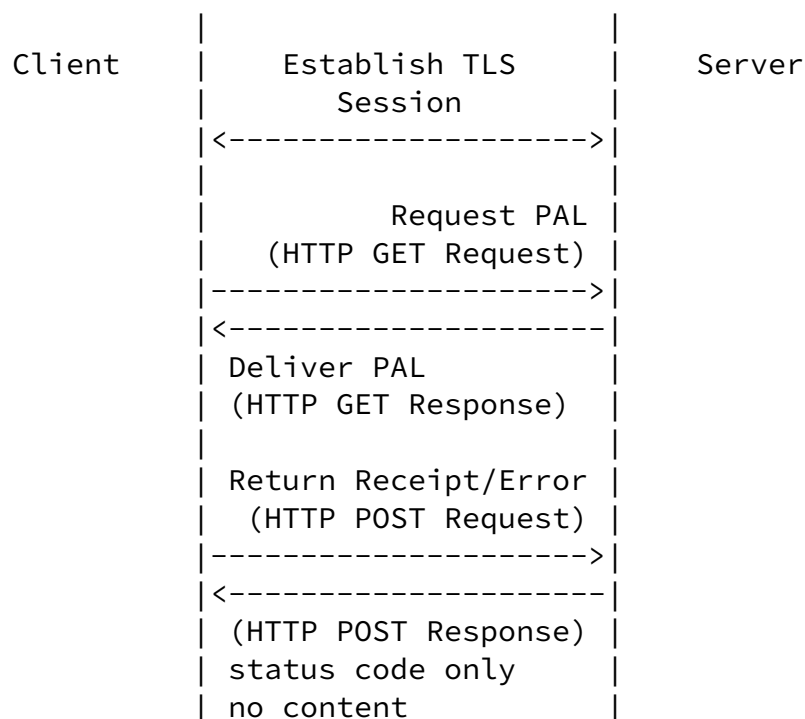 Client Establish TLS Server
Session
Request PAL
(HTTP GET Request)
Deliver PAL
(HTTP GET Response)
Return Receipt/Error
(HTTP POST Request)
(HTTP POST Response)
status code only
no content